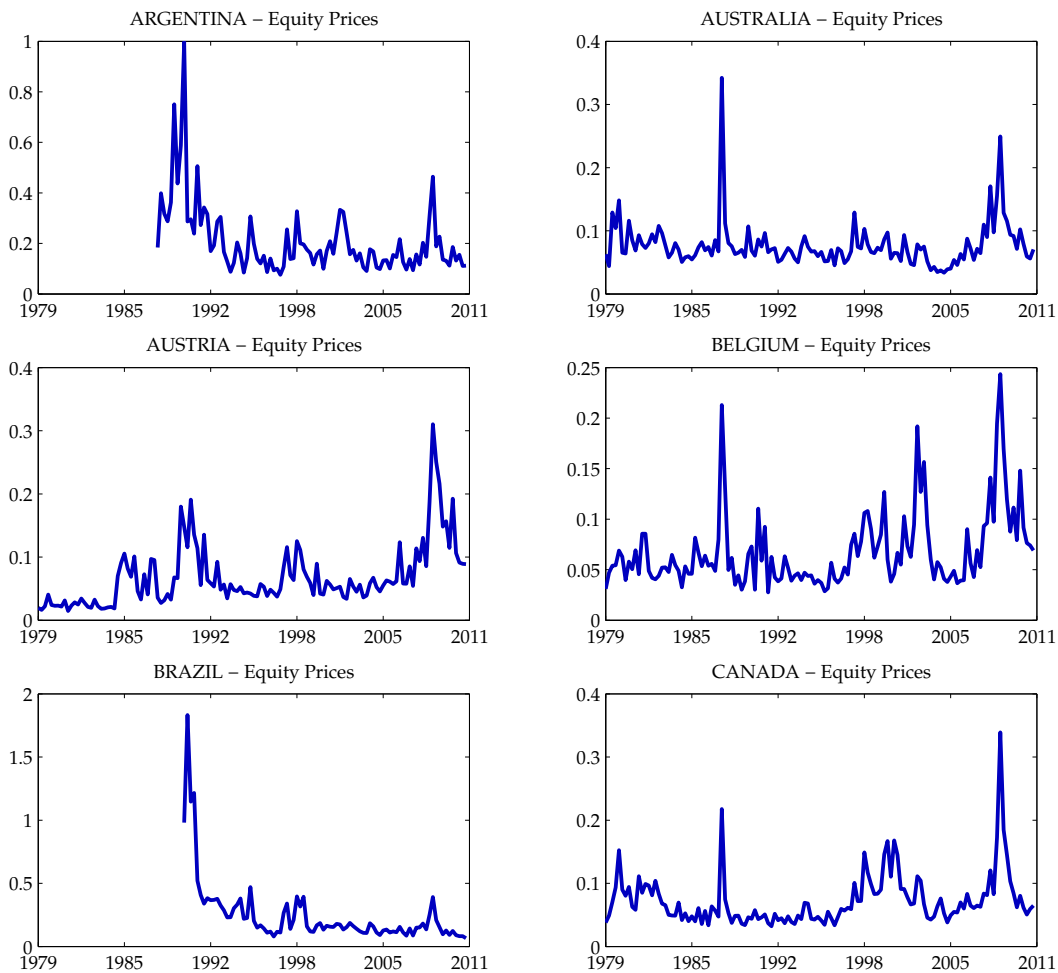 ARGENTINA – Equity Prices
1
0.8
0.6
0.4
0.2
0
1979 1985 1992 1998 2005 2011
AUSTRALIA – Equity Prices
0.4
0.3
0.2
0.1
0
1979 1985 1992 1998 2005 2011
AUSTRIA – Equity Prices
0.4
0.3
0.2
0.1
0
1979 1985 1992 1998 2005 2011
BELGIUM – Equity Prices
0.25
0.2
0.15
0.1
0.05
0
1979 1985 1992 1998 2005 2011
BRAZIL – Equity Prices
2
1.5
1
0.5
0
1979 1985 1992 1998 2005 2011
CANADA – Equity Prices
0.4
0.3
0.2
0.1
0
1979 1985 1992 1998 2005 2011